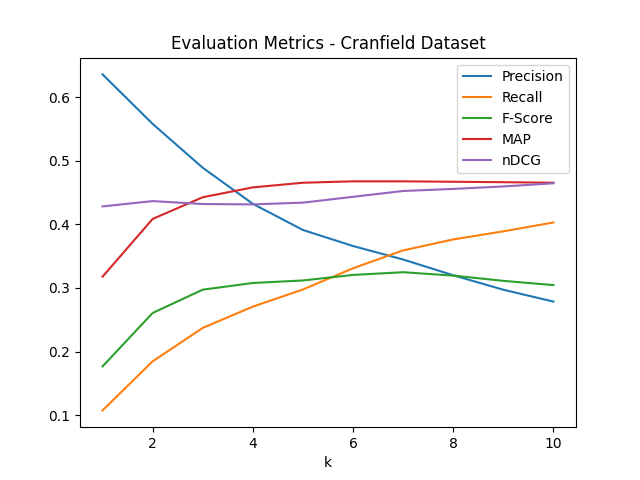 Evaluation Metrics - Cranfield Dataset
Precision
Recall
F-Score
MAP
nDCG
0.6
0.5
0.4
0.3
0.2
0.1
2 4 6 8 10
k